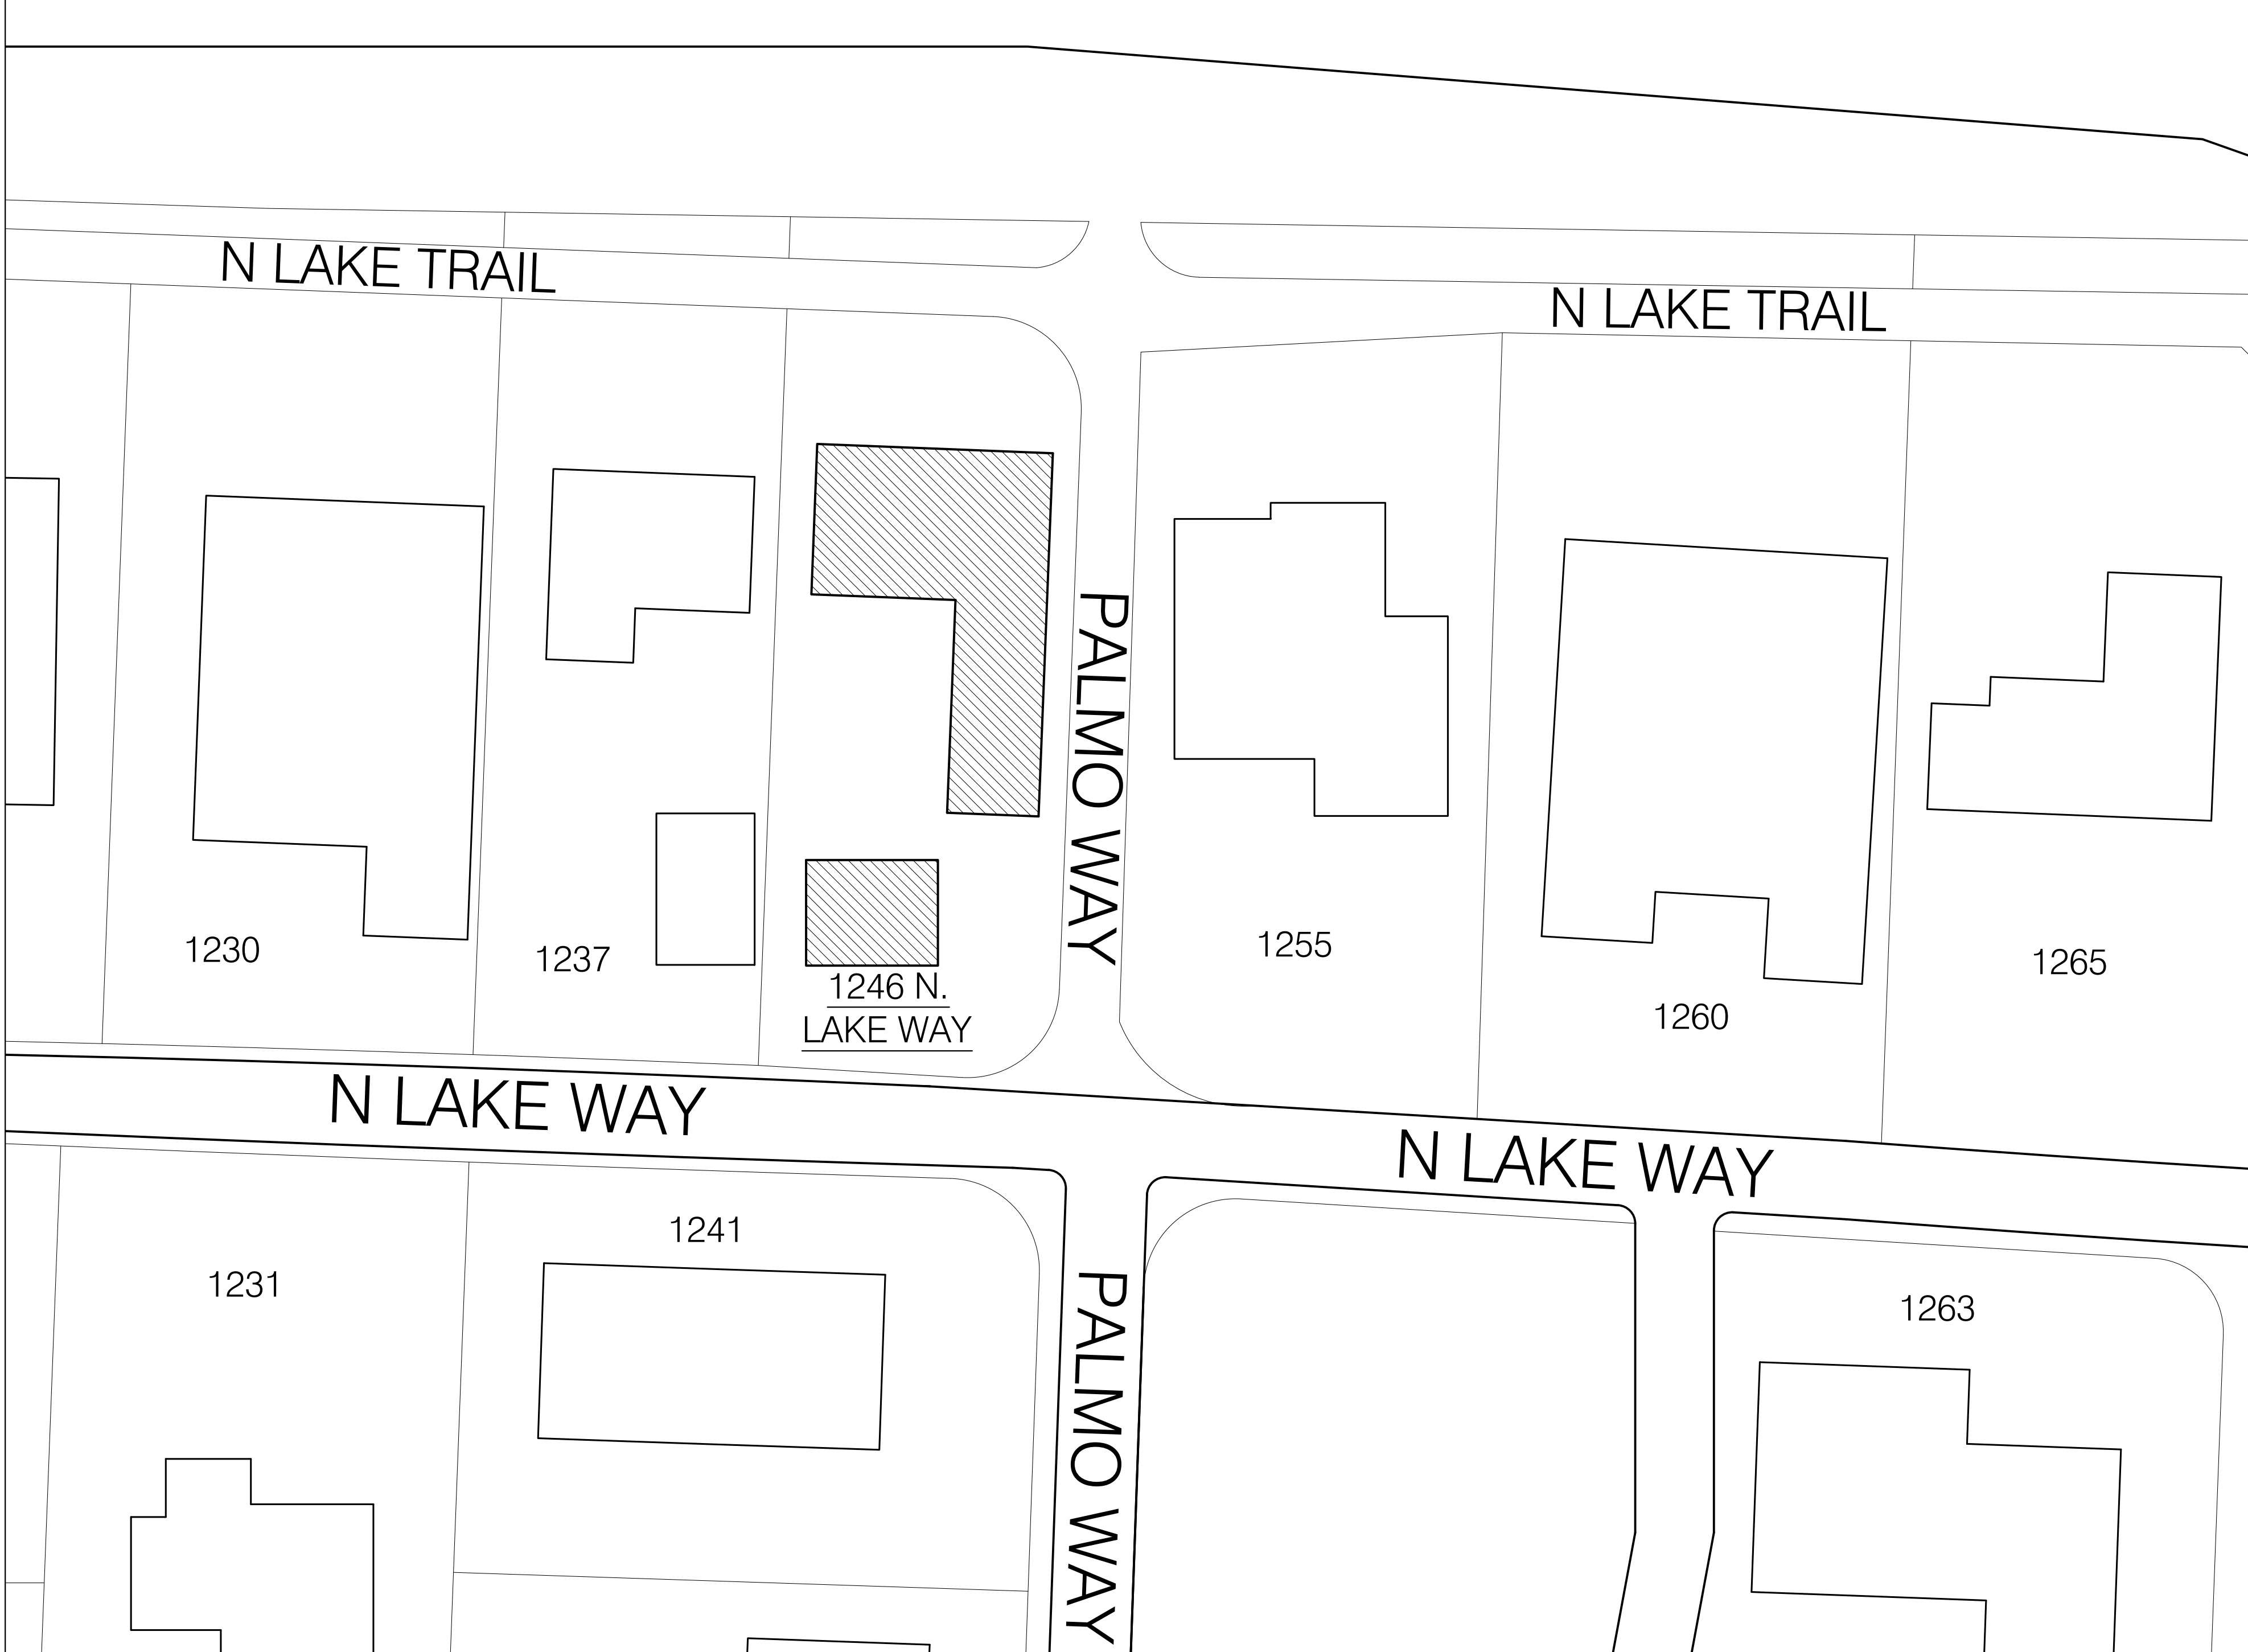 N LAKE TRAIL
N LAKE TRAIL
PALMO WAY
1230
1237
1246 N.
LAKE WAY
1255
1260
1265
N LAKE WAY
N LAKE WAY
1231
1241
PALMO WAY
1263